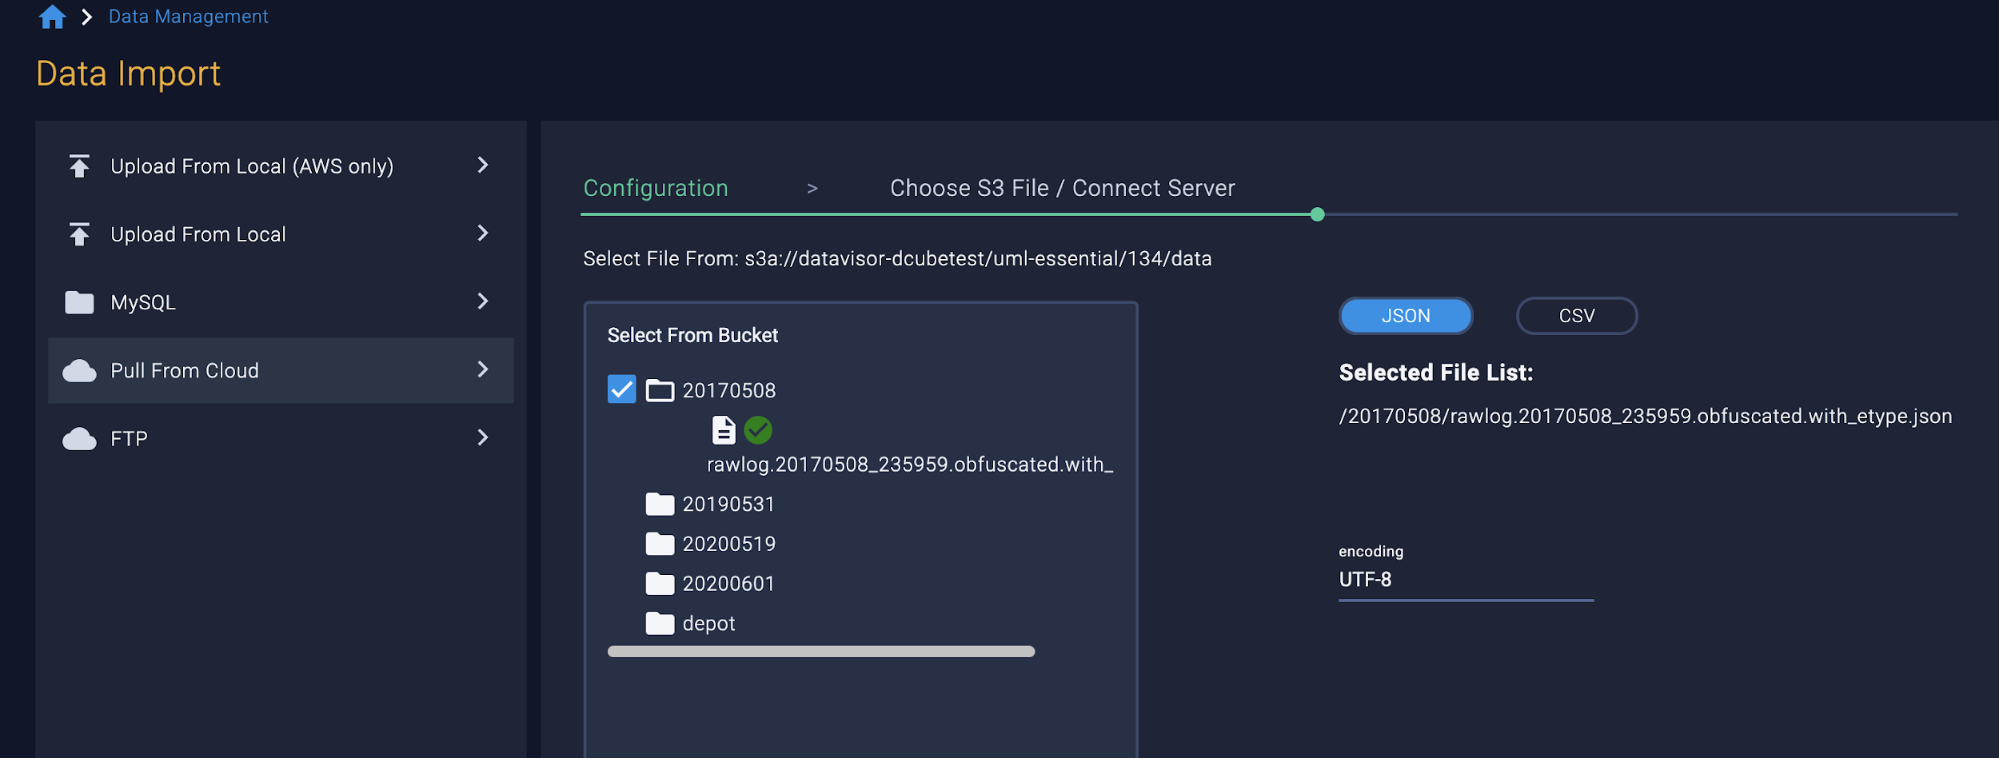 Data Management
Data Import
Upload From Local (AWS only)
Upload From Local
MySQL
Pull From Cloud
FTP
Configuration > Choose S3 File / Connect Server
Select File From: s3a://datavisor-dcubetest/uml-essential/134/data
Select From Bucket
20170508
rawlog.20170508_235959.obfuscated.with_
20190531
20200519
20200601
depot
JSON CSV
Selected File List:
/20170508/rawlog.20170508_235959.obfuscated.with_etype.json
encoding
UTF-8